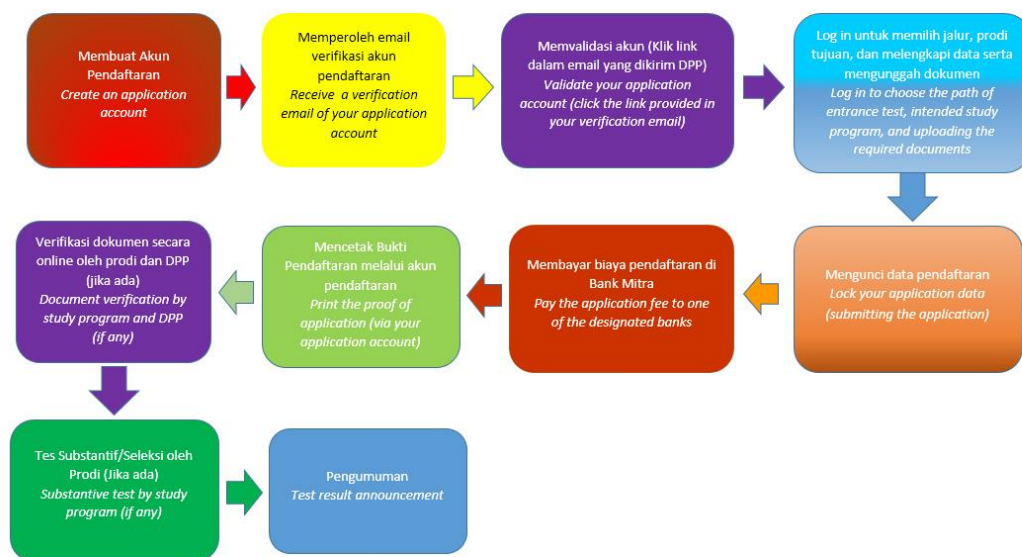 Membuat Akun
Pendaftaran
Create an application
account
Memperoleh email
verifikasi akun
pendaftaran
Receive a verification
email of your application
account
Memvalidasi akun (Klik link
dalam email yang dikirim DPP)
Validate your application
account (click the link provided in
your verification email)
Log in untuk memilih jalur, prodi
tujuan, dan melengkapi data serta
mengunggah dokumen
Log in to choose the path of
entrance test, intended study
program, and uploading the
required documents
Mengunci data pendaftaran
Lock your application data
(submitting the application)
Membayar biaya pendaftaran di
Bank Mitra
Pay the application fee to one
of the designated banks
Mencetak Bukti
Pendaftaran melalui akun
pendaftaran
Print the proof of
application (via your
application account)
Verifikasi dokumen secara
online oleh prodi dan DPP
(jika ada)
Document verification by
study program and DPP
(if any)
Tes Substantif/Seleksi oleh
Prodi (Jika ada)
Substantive test by study
program (if any)
Pengumuman
Test result announcement